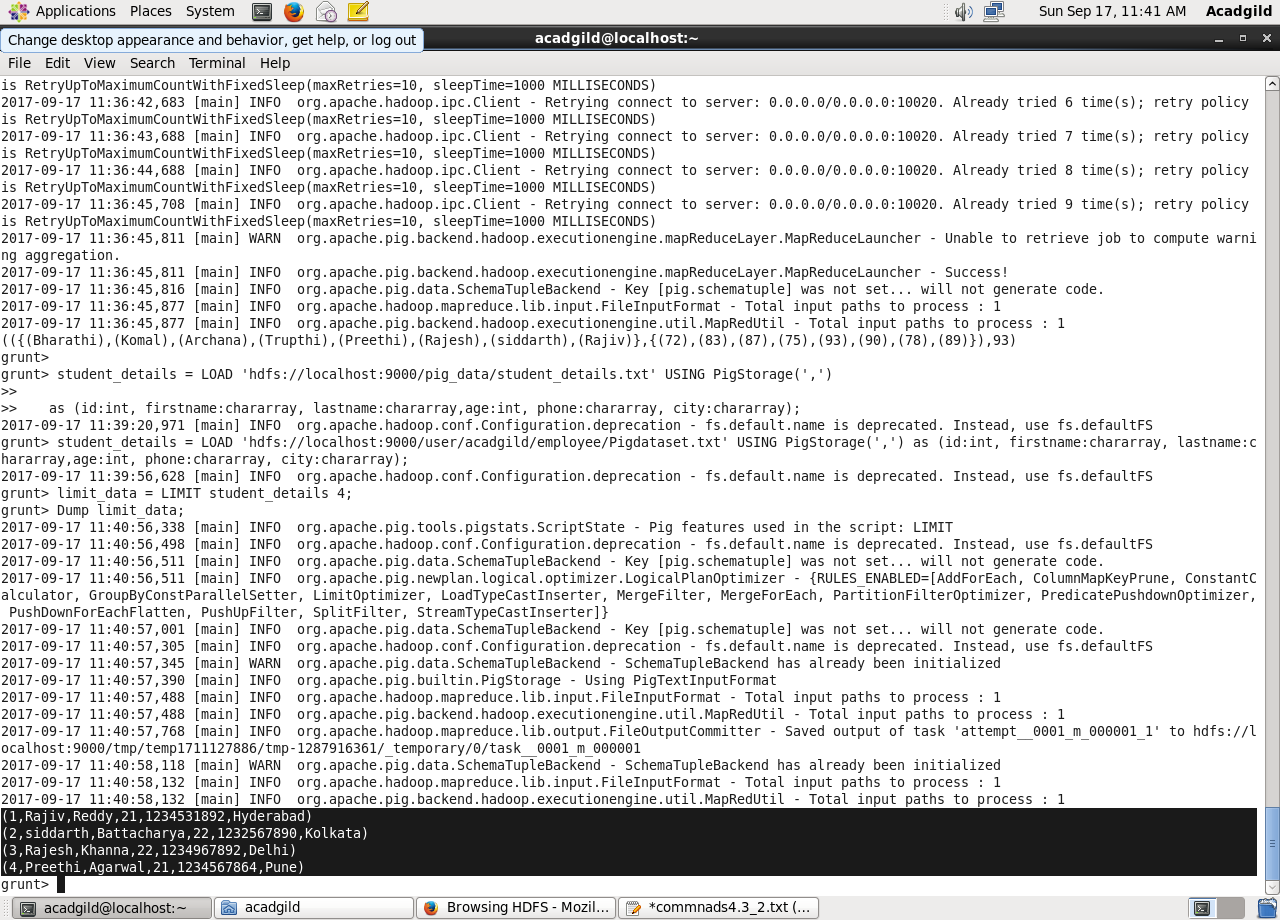 Applications Places System Sun Sep 17, 11:41 AM Acadgild
Change desktop appearance and behavior, get help, or log out
acadgild@localhost:~
File Edit View Search Terminal Help
is RetryUpToMaximumCountWithFixedSleep(maxRetries=10, sleepTime=1000 MILLISECONDS)
2017-09-17 11:36:42,683 [main] INFO  org.apache.hadoop.ipc.Client - Retrying connect to server: 0.0.0.0/0.0.0.0:10020. Already tried 6 time(s); retry policy
is RetryUpToMaximumCountWithFixedSleep(maxRetries=10, sleepTime=1000 MILLISECONDS)
2017-09-17 11:36:43,688 [main] INFO  org.apache.hadoop.ipc.Client - Retrying connect to server: 0.0.0.0/0.0.0.0:10020. Already tried 7 time(s); retry policy
is RetryUpToMaximumCountWithFixedSleep(maxRetries=10, sleepTime=1000 MILLISECONDS)
2017-09-17 11:36:44,688 [main] INFO  org.apache.hadoop.ipc.Client - Retrying connect to server: 0.0.0.0/0.0.0.0:10020. Already tried 8 time(s); retry policy
is RetryUpToMaximumCountWithFixedSleep(maxRetries=10, sleepTime=1000 MILLISECONDS)
2017-09-17 11:36:45,708 [main] INFO  org.apache.hadoop.ipc.Client - Retrying connect to server: 0.0.0.0/0.0.0.0:10020. Already tried 9 time(s); retry policy
is RetryUpToMaximumCountWithFixedSleep(maxRetries=10, sleepTime=1000 MILLISECONDS)
2017-09-17 11:36:45,811 [main] WARN  org.apache.pig.backend.hadoop.executionengine.mapReduceLayer.MapReduceLauncher - Unable to retrieve job to compute warni
ng aggregation.
2017-09-17 11:36:45,811 [main] INFO  org.apache.pig.backend.hadoop.executionengine.mapReduceLayer.MapReduceLauncher - Success!
2017-09-17 11:36:45,816 [main] INFO  org.apache.pig.data.SchemaTupleBackend - Key [pig.schematuple] was not set... will not generate code.
2017-09-17 11:36:45,877 [main] INFO  org.apache.hadoop.mapreduce.lib.input.FileInputFormat - Total input paths to process : 1
2017-09-17 11:36:45,877 [main] INFO  org.apache.pig.backend.hadoop.executionengine.util.MapRedUtil - Total input paths to process : 1
(({(Bharathi),(Komal),(Archana),(Trupthi),(Preethi),(Rajesh),(siddarth),(Rajiv)},{(72),(83),(87),(75),(93),(90),(78),(89)}),93)
grunt>
grunt> student_details = LOAD 'hdfs://localhost:9000/pig_data/student_details.txt' USING PigStorage(',')
>>
>>    as (id:int, firstname:chararray, lastname:chararray,age:int, phone:chararray, city:chararray);
2017-09-17 11:39:20,971 [main] INFO  org.apache.hadoop.conf.Configuration.deprecation - fs.default.name is deprecated. Instead, use fs.defaultFS
grunt> student_details = LOAD 'hdfs://localhost:9000/user/acadgild/employee/Pigdataset.txt' USING PigStorage(',') as (id:int, firstname:chararray, lastname:c
hararray,age:int, phone:chararray, city:chararray);
2017-09-17 11:39:56,628 [main] INFO  org.apache.hadoop.conf.Configuration.deprecation - fs.default.name is deprecated. Instead, use fs.defaultFS
grunt> limit_data = LIMIT student_details 4;
grunt> Dump limit_data;
2017-09-17 11:40:56,338 [main] INFO  org.apache.pig.tools.pigstats.ScriptState - Pig features used in the script: LIMIT
2017-09-17 11:40:56,498 [main] INFO  org.apache.hadoop.conf.Configuration.deprecation - fs.default.name is deprecated. Instead, use fs.defaultFS
2017-09-17 11:40:56,511 [main] INFO  org.apache.pig.data.SchemaTupleBackend - Key [pig.schematuple] was not set... will not generate code.
2017-09-17 11:40:56,511 [main] INFO  org.apache.pig.newplan.logical.optimizer.LogicalPlanOptimizer - {RULES_ENABLED=[AddForEach, ColumnMapKeyPrune, ConstantC
alculator, GroupByConstParallelSetter, LimitOptimizer, LoadTypeCastInserter, MergeFilter, MergeForEach, PartitionFilterOptimizer, PredicatePushdownOptimizer,
PushDownForEachFlatten, PushUpFilter, SplitFilter, StreamTypeCastInserter]}
2017-09-17 11:40:57,001 [main] INFO  org.apache.pig.data.SchemaTupleBackend - Key [pig.schematuple] was not set... will not generate code.
2017-09-17 11:40:57,305 [main] INFO  org.apache.hadoop.conf.Configuration.deprecation - fs.default.name is deprecated. Instead, use fs.defaultFS
2017-09-17 11:40:57,345 [main] WARN  org.apache.pig.data.SchemaTupleBackend - SchemaTupleBackend has already been initialized
2017-09-17 11:40:57,390 [main] INFO  org.apache.pig.builtin.PigStorage - Using PigTextInputFormat
2017-09-17 11:40:57,488 [main] INFO  org.apache.hadoop.mapreduce.lib.input.FileInputFormat - Total input paths to process : 1
2017-09-17 11:40:57,488 [main] INFO  org.apache.pig.backend.hadoop.executionengine.util.MapRedUtil - Total input paths to process : 1
2017-09-17 11:40:57,768 [main] INFO  org.apache.hadoop.mapreduce.lib.output.FileOutputCommitter - Saved output of task 'attempt__0001_m_000001_1' to hdfs://l
ocalhost:9000/tmp/temp1711127886/tmp-1287916361/_temporary/0/task__0001_m_000001
2017-09-17 11:40:58,118 [main] WARN  org.apache.pig.data.SchemaTupleBackend - SchemaTupleBackend has already been initialized
2017-09-17 11:40:58,132 [main] INFO  org.apache.hadoop.mapreduce.lib.input.FileInputFormat - Total input paths to process : 1
2017-09-17 11:40:58,132 [main] INFO  org.apache.pig.backend.hadoop.executionengine.util.MapRedUtil - Total input paths to process : 1
(1,Rajiv,Reddy,21,1234531892,Hyderabad)
(2,siddarth,Battacharya,22,1232567890,Kolkata)
(3,Rajesh,Khanna,22,1234967892,Delhi)
(4,Preethi,Agarwal,21,1234567864,Pune)
grunt>
acadgild@localhost:~ acadgild Browsing HDFS - Mozil... *commnads4.3_2.txt (...